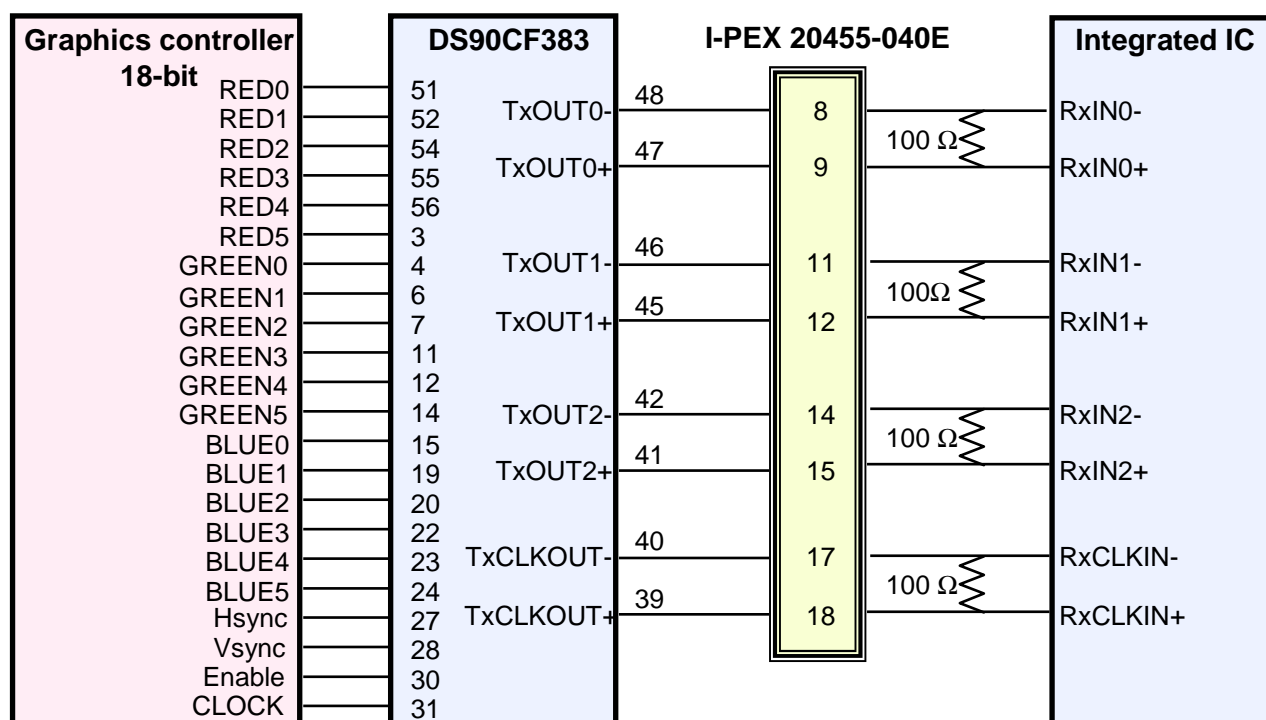 Graphics controller
18-bit
DS90CF383
I-PEX 20455-040E
Integrated IC
RED0 51
RED1 52
RED2 54
RED3 55
RED4 56
RED5 3
GREEN0 4
GREEN1 6
GREEN2 7
GREEN3 11
GREEN4 12
GREEN5 14
BLUE0 15
BLUE1 19
BLUE2 20
BLUE3 22
BLUE4 23
BLUE5 24
Hsync 27
Vsync 28
Enable 30
CLOCK 31
TxOUT0- 48 8 RxIN0-
100 Ω
TxOUT0+ 47 9 RxIN0+
TxOUT1- 46 11 RxIN1-
100Ω
TxOUT1+ 45 12 RxIN1+
TxOUT2- 42 14 RxIN2-
100 Ω
TxOUT2+ 41 15 RxIN2+
TxCLKOUT- 40 17 RxCLKIN-
100 Ω
TxCLKOUT+ 39 18 RxCLKIN+